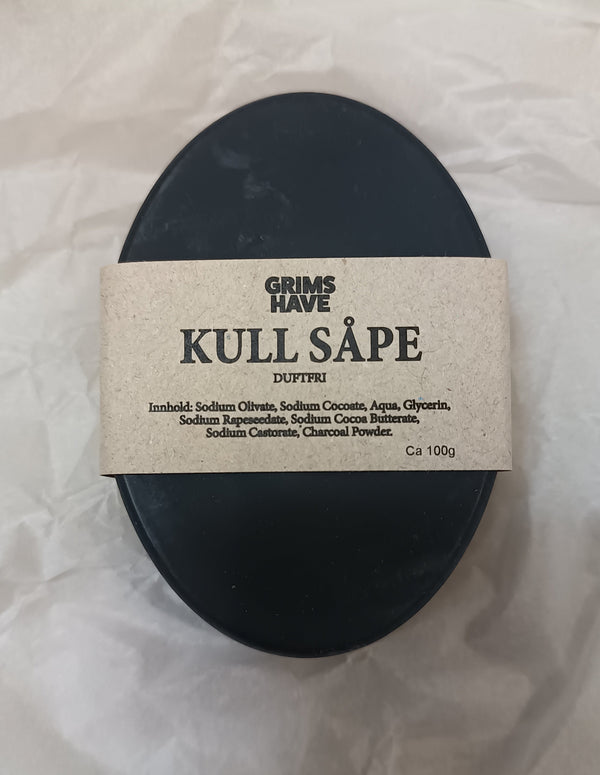 GRIMS
HAVE
KULL SÅPE
DUFTFRI
Innhold: Sodium Olivate, Sodium Cocoate, Aqua, Glycerin,
Sodium Rapeseedate, Sodium Cocoa Butterate,
Sodium Castorate, Charcoal Powder.
Ca 100g